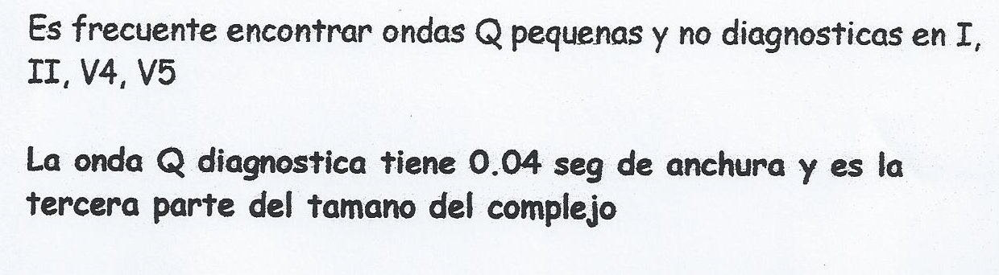 Es frecuente encontrar ondas Q pequenas y no diagnosticas en I,
II, V4, V5
La onda Q diagnostica tiene 0.04 seg de anchura y es la
tercera parte del tamano del complejo